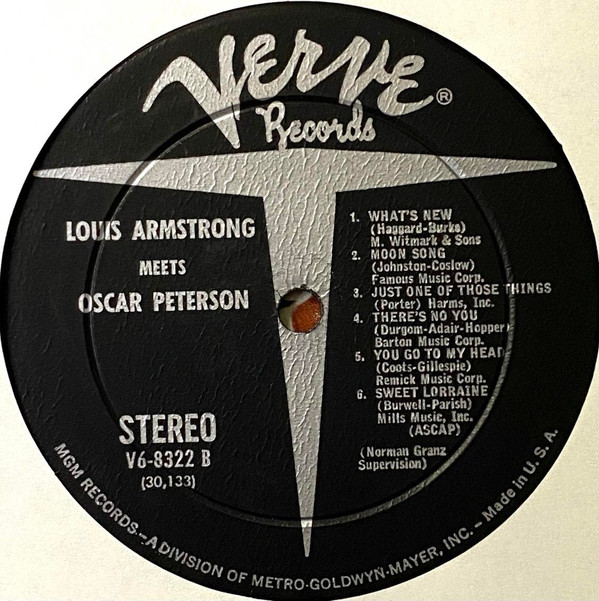 Verve ®
Records
LOUIS ARMSTRONG
MEETS
OSCAR PETERSON
STEREO
V6-8322 B
(30,133)
1. WHAT'S NEW
(Haggard-Burke)
M. Witmark & Sons
2. MOON SONG
(Johnston-Coslow)
Famous Music Corp.
3. JUST ONE OF THOSE THINGS
(Porter) Harms, Inc.
4. THERE'S NO YOU
(Durgom-Adair-Hopper)
Barton Music Corp.
5. YOU GO TO MY HEAD
(Coots-Gillespie)
Remick Music Corp.
6. SWEET LORRAINE
(Burwell-Parish)
Mills Music, Inc.
(ASCAP)
(Norman Granz
Supervision)
MGM RECORDS—A DIVISION OF METRO-GOLDWYN-MAYER, INC. – Made in U. S. A.